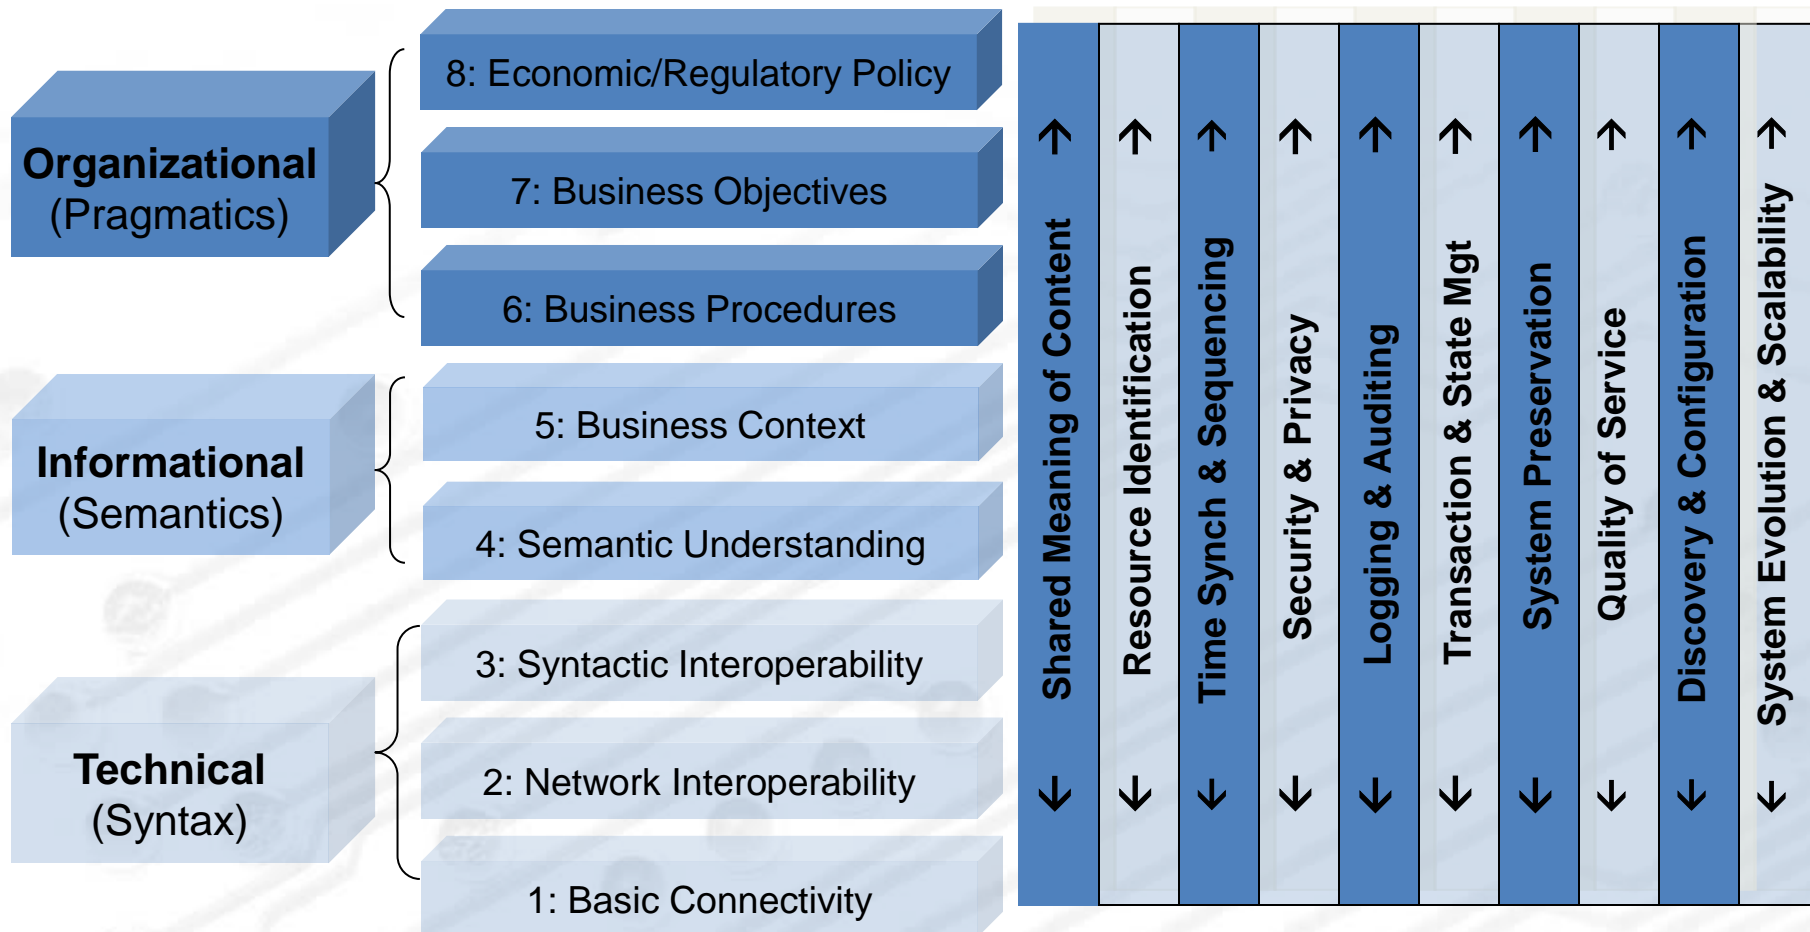 Organizational
(Pragmatics)
8: Economic/Regulatory Policy
7: Business Objectives
6: Business Procedures
Informational
(Semantics)
5: Business Context
4: Semantic Understanding
Technical
(Syntax)
3: Syntactic Interoperability
2: Network Interoperability
1: Basic Connectivity
Shared Meaning of Content
Resource Identification
Time Synch & Sequencing
Security & Privacy
Logging & Auditing
Transaction & State Mgt
System Preservation
Quality of Service
Discovery & Configuration
System Evolution & Scalability